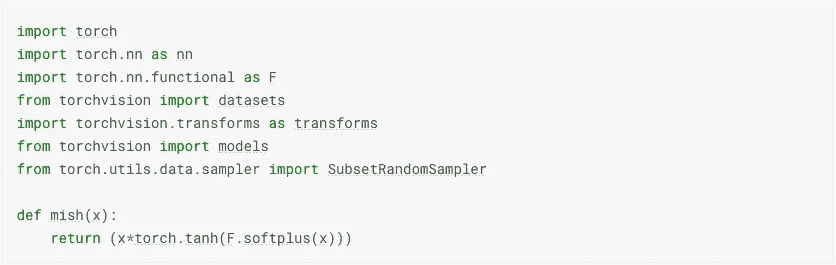 import torch
import torch.nn as nn
import torch.nn.functional as F
from torchvision import datasets
import torchvision.transforms as transforms
from torchvision import models
from torch.utils.data.sampler import SubsetRandomSampler

def mish(x):
    return (x*torch.tanh(F.softplus(x)))